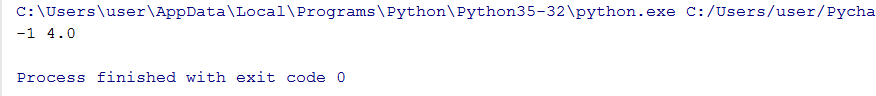 C:\Users\user\AppData\Local\Programs\Python\Python35-32\python.exe C:/Users/user/Pycha
-1 4.0
Process finished with exit code 0